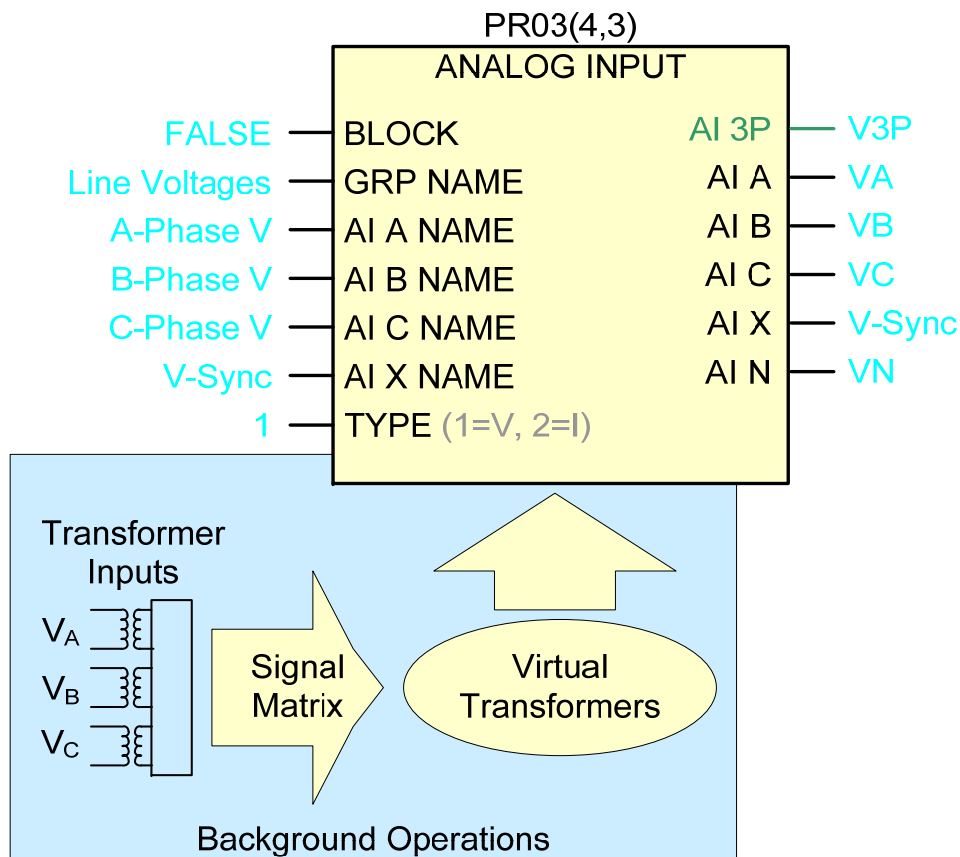 PR03(4,3)
ANALOG INPUT
FALSE BLOCK AI 3P V3P
Line Voltages GRP NAME AI A VA
A-Phase V AI A NAME AI B VB
B-Phase V AI B NAME AI C VC
C-Phase V AI C NAME AI X V-Sync
V-Sync AI X NAME AI N VN
1 TYPE (1=V, 2=I)
Transformer
Inputs
VA
VB
VC
Signal
Matrix
Virtual
Transformers
Background Operations